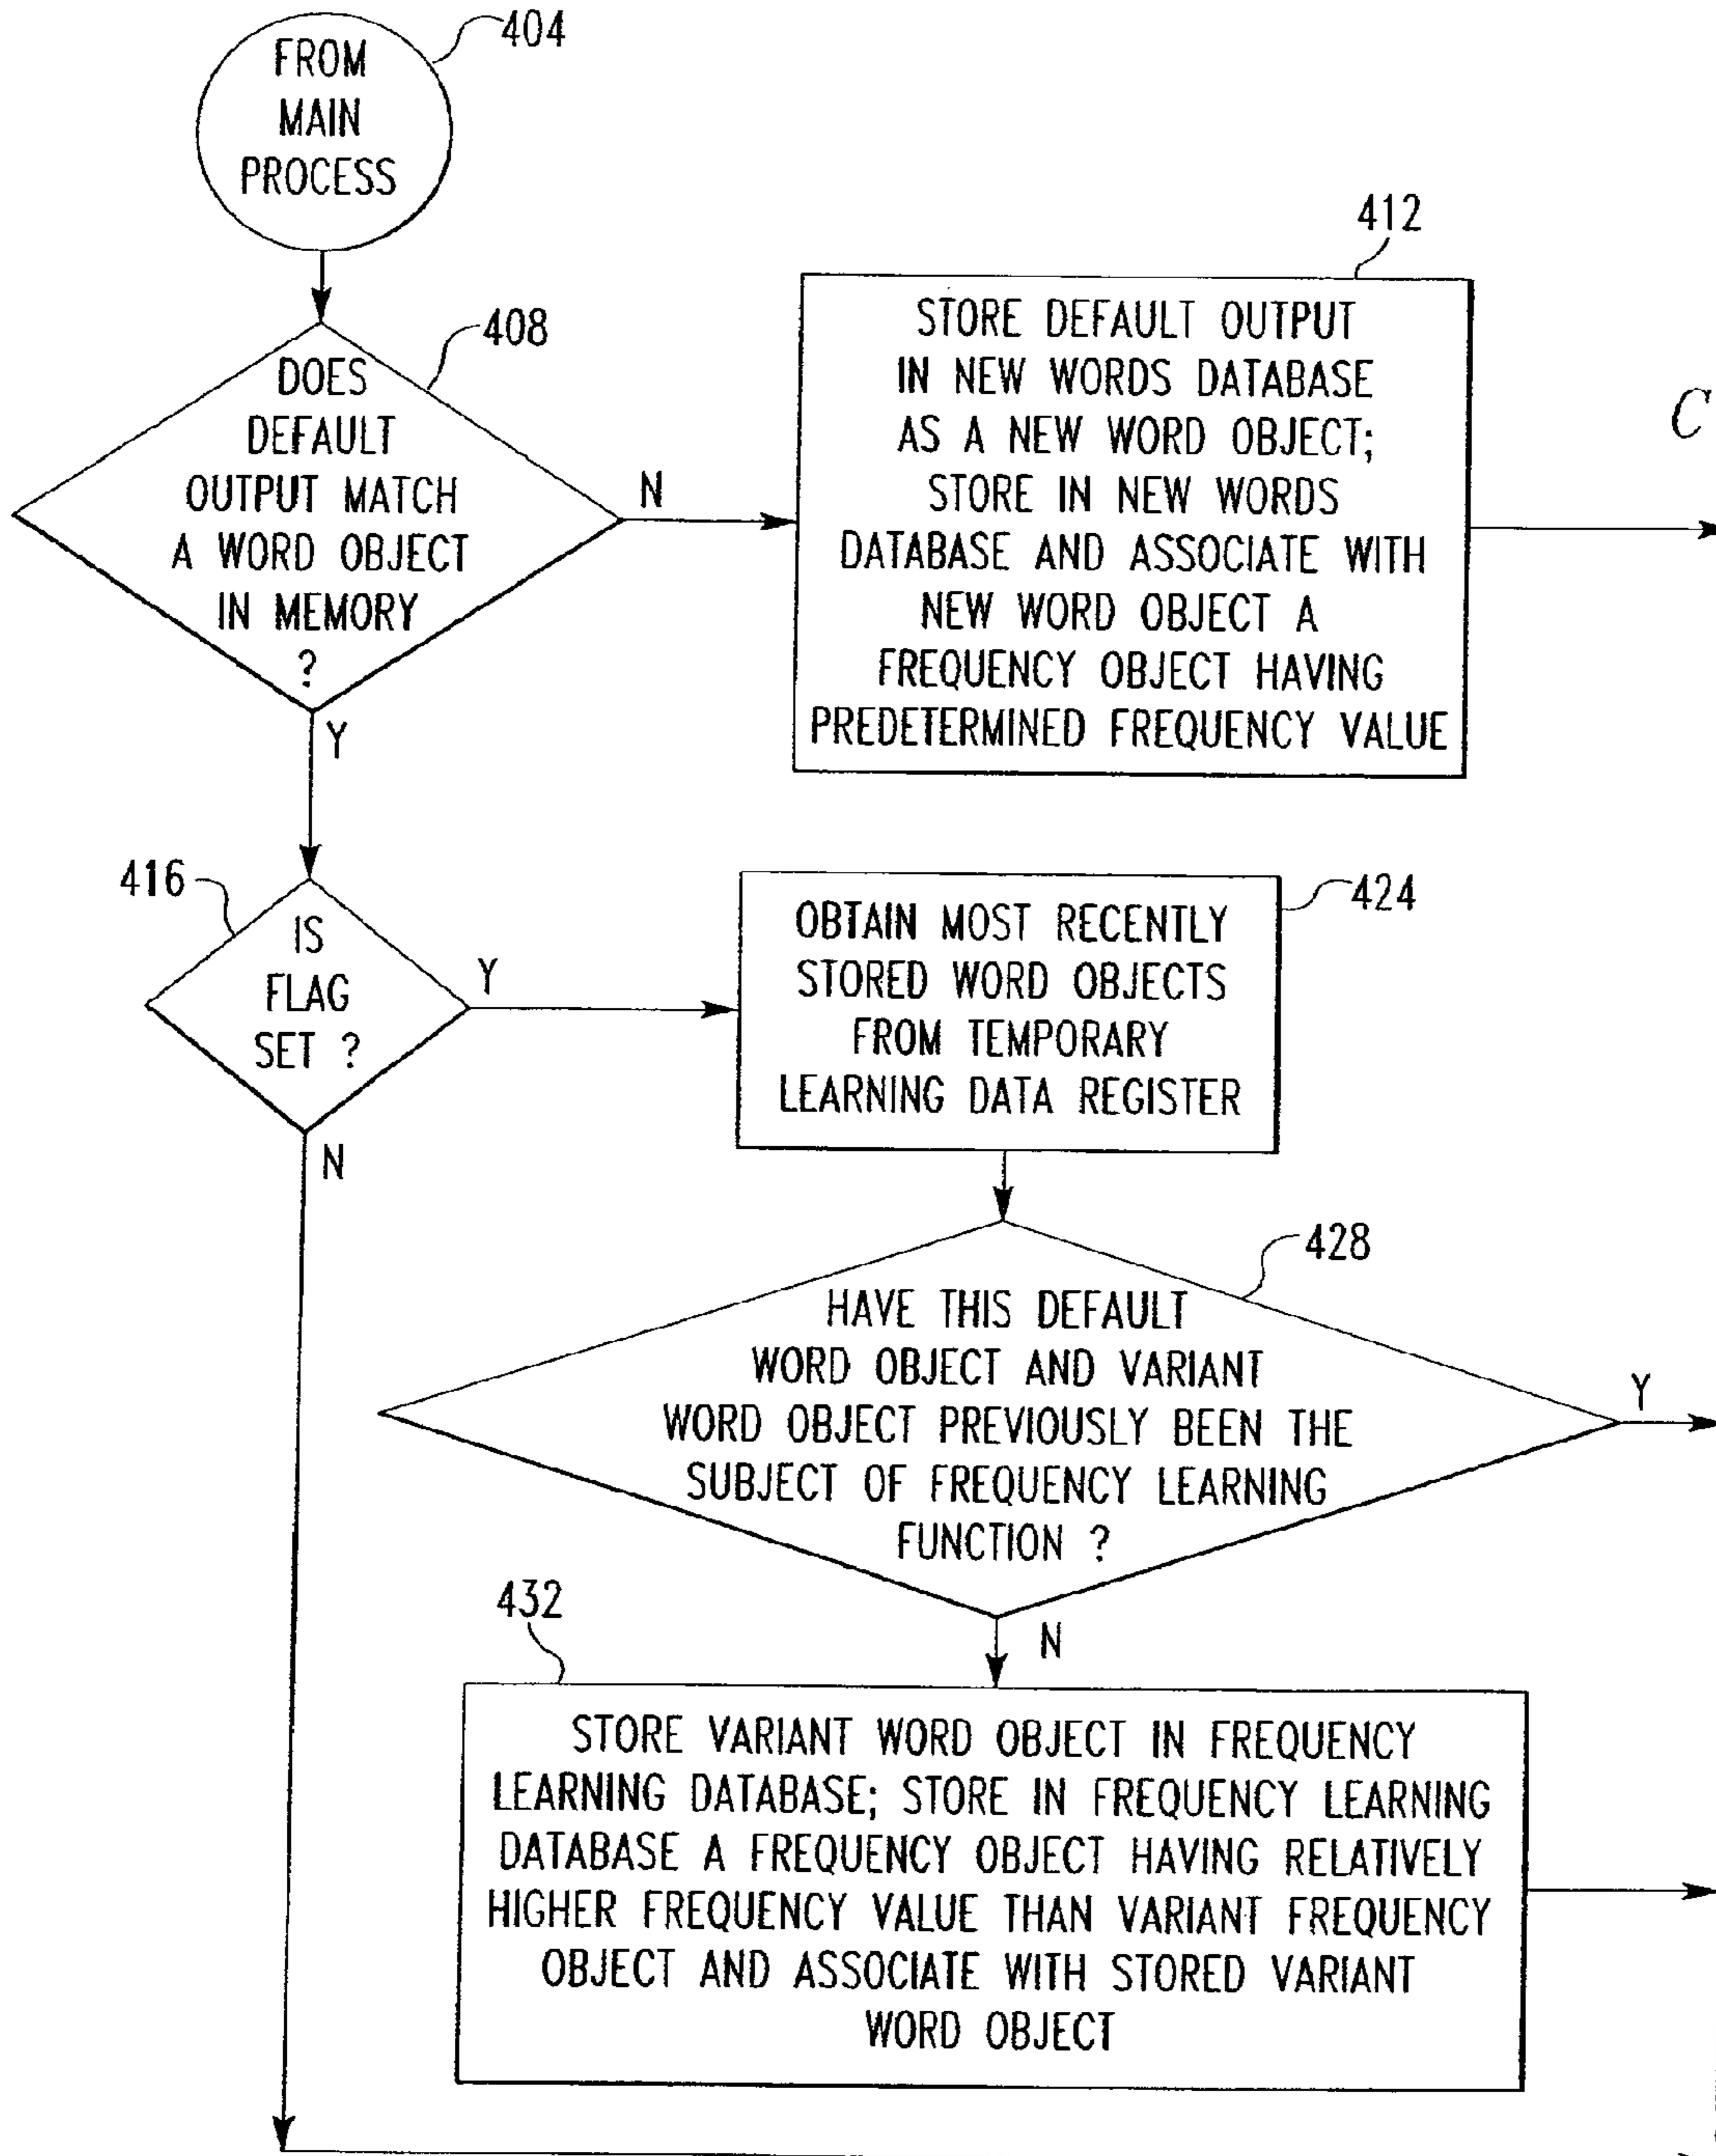 404
FROM
MAIN
PROCESS
408
DOES
DEFAULT
OUTPUT MATCH
A WORD OBJECT
IN MEMORY
?
N
Y
412
STORE DEFAULT OUTPUT
IN NEW WORDS DATABASE
AS A NEW WORD OBJECT;
STORE IN NEW WORDS
DATABASE AND ASSOCIATE WITH
NEW WORD OBJECT A
FREQUENCY OBJECT HAVING
PREDETERMINED FREQUENCY VALUE
C
416
IS
FLAG
SET ?
Y
N
424
OBTAIN MOST RECENTLY
STORED WORD OBJECTS
FROM TEMPORARY
LEARNING DATA REGISTER
428
HAVE THIS DEFAULT
WORD OBJECT AND VARIANT
WORD OBJECT PREVIOUSLY BEEN THE
SUBJECT OF FREQUENCY LEARNING
FUNCTION ?
Y
N
432
STORE VARIANT WORD OBJECT IN FREQUENCY
LEARNING DATABASE; STORE IN FREQUENCY LEARNING
DATABASE A FREQUENCY OBJECT HAVING RELATIVELY
HIGHER FREQUENCY VALUE THAN VARIANT FREQUENCY
OBJECT AND ASSOCIATE WITH STORED VARIANT
WORD OBJECT